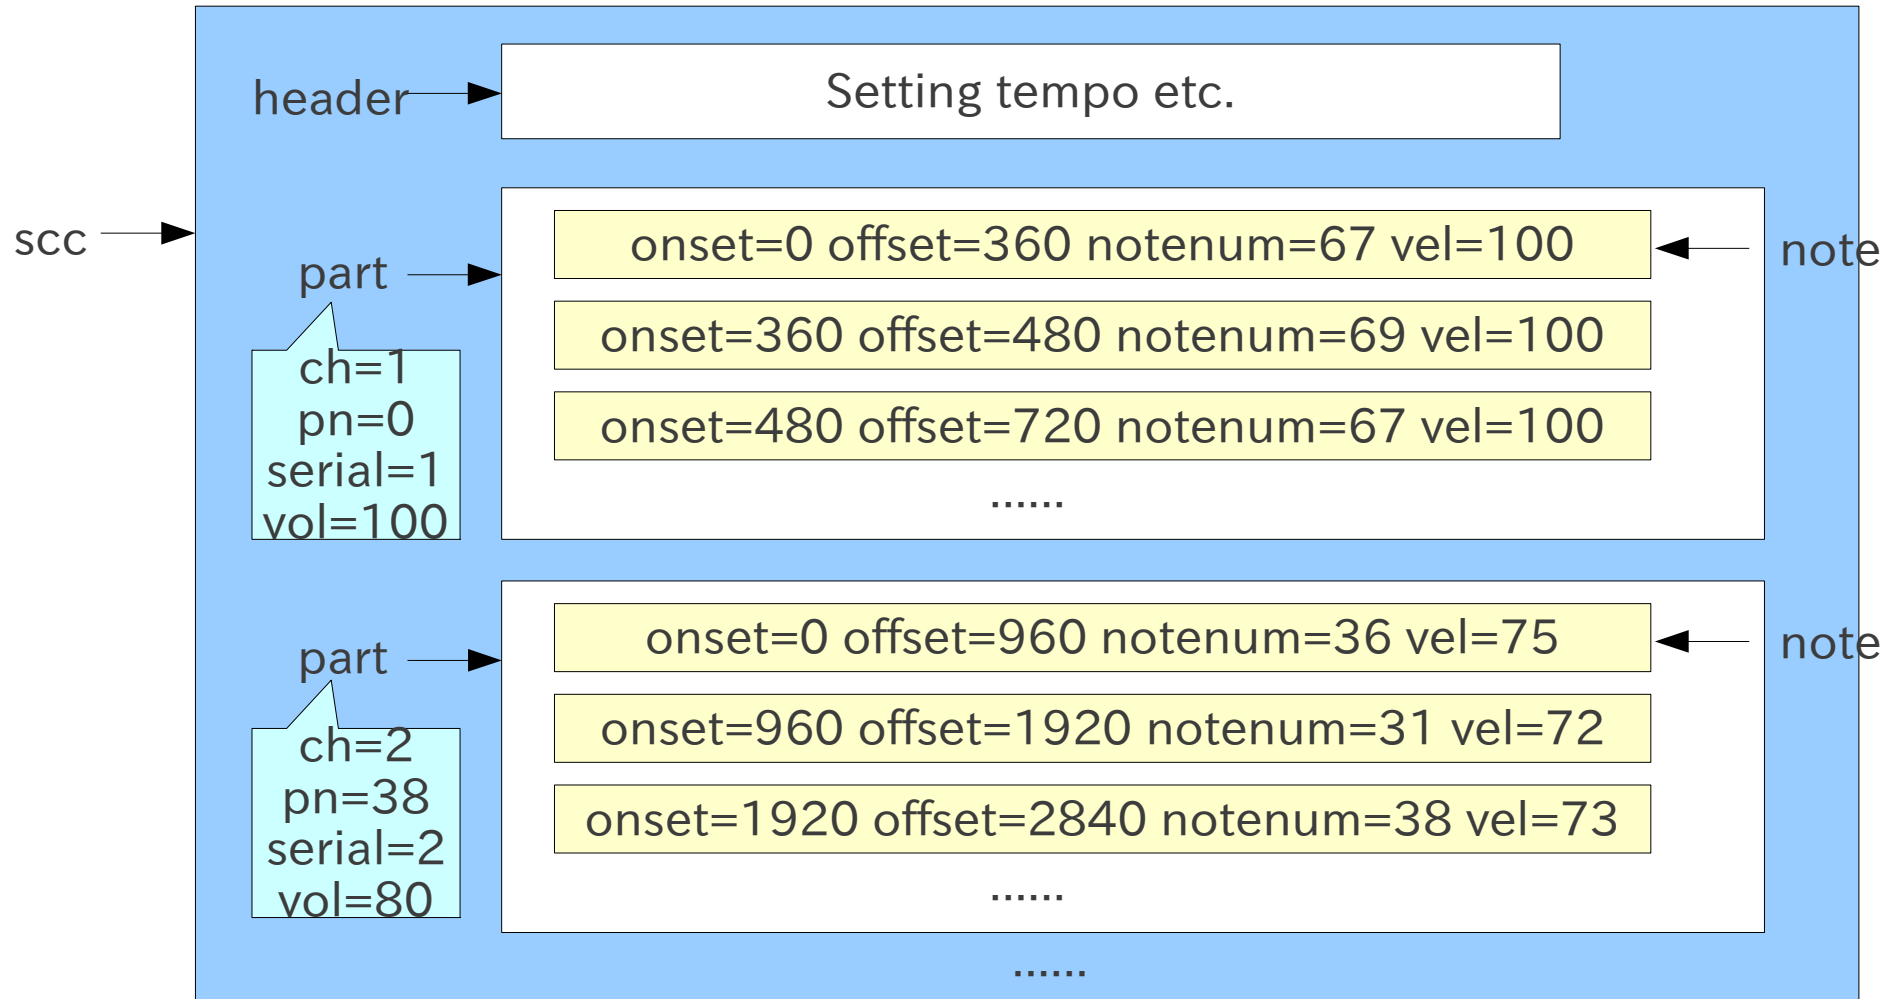 header
Setting tempo etc.
scc
part
onset=0 offset=360 notenum=67 vel=100
note
onset=360 offset=480 notenum=69 vel=100
onset=480 offset=720 notenum=67 vel=100
......
ch=1
pn=0
serial=1
vol=100
part
onset=0 offset=960 notenum=36 vel=75
note
onset=960 offset=1920 notenum=31 vel=72
onset=1920 offset=2840 notenum=38 vel=73
......
ch=2
pn=38
serial=2
vol=80
......